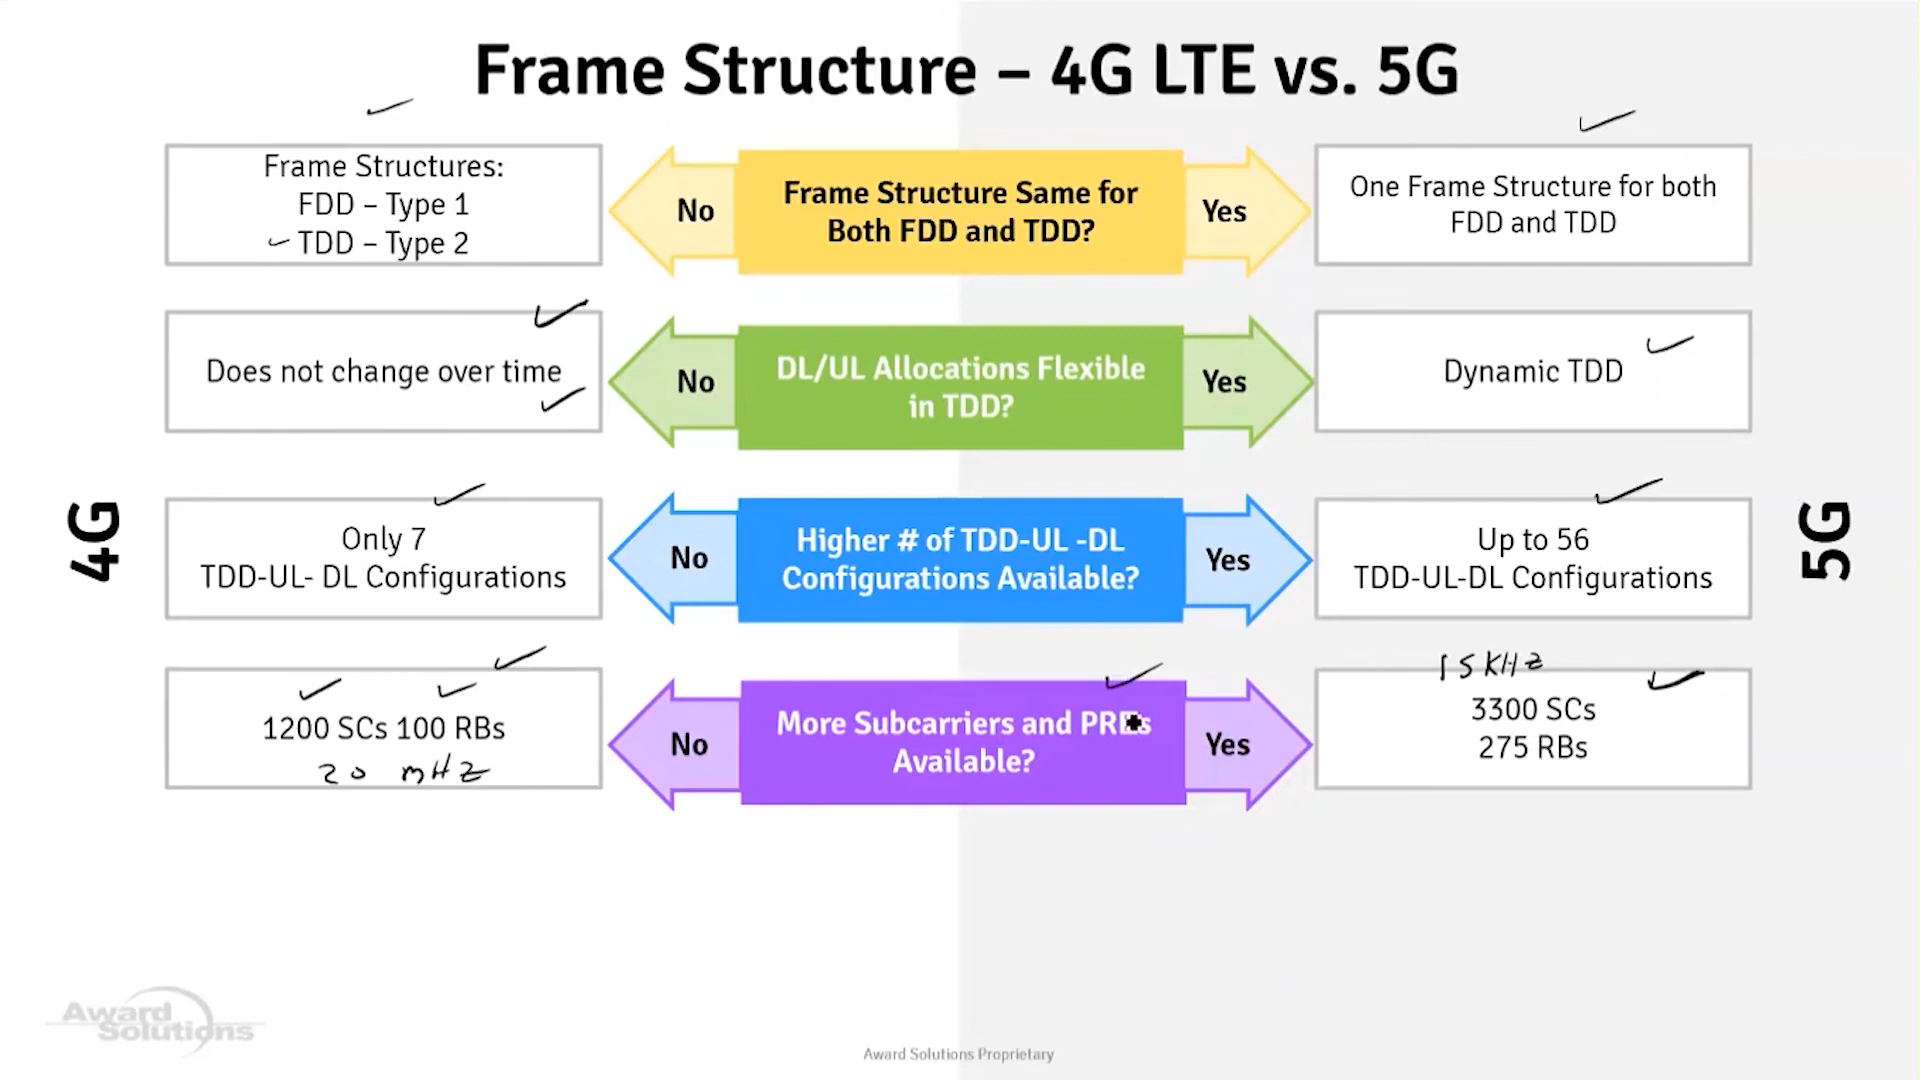 Frame Structure – 4G LTE vs. 5G
Frame Structures:
FDD – Type 1
TDD – Type 2
No
Frame Structure Same for
Both FDD and TDD?
Yes
One Frame Structure for both
FDD and TDD
Does not change over time
No
DL/UL Allocations Flexible
in TDD?
Yes
Dynamic TDD
4G
Only 7
TDD-UL- DL Configurations
No
Higher # of TDD-UL -DL
Configurations Available?
Yes
Up to 56
TDD-UL-DL Configurations
5G
1200 SCs 100 RBs
20 mHz
No
More Subcarriers and PRBs
Available?
Yes
15 KHz
3300 SCs
275 RBs
Award
Solutions
Award Solutions Proprietary